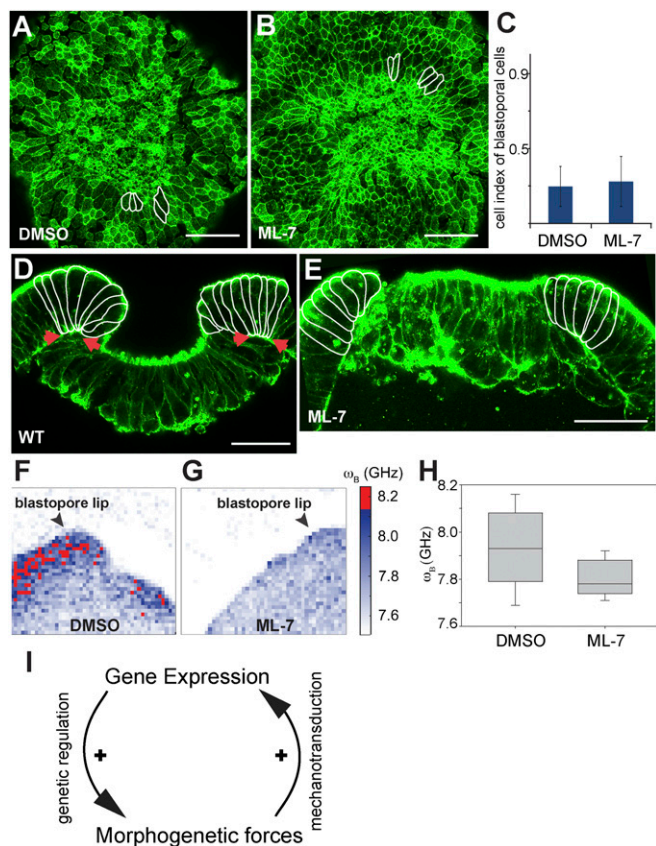 A
B
C
DMSO
ML-7
cell index of blastoporal cells
0.9
0.5
0
DMSO
ML-7
D
E
WT
ML-7
F
G
H
blastopore lip
blastopore lip
DMSO
ML-7
ωB (GHz)
8.2
8.0
7.8
7.6
ωB (GHz)
8.2
8.0
7.8
7.6
DMSO
ML-7
I
Gene Expression
genetic regulation
+
+
mechanotransduction
Morphogenetic forces